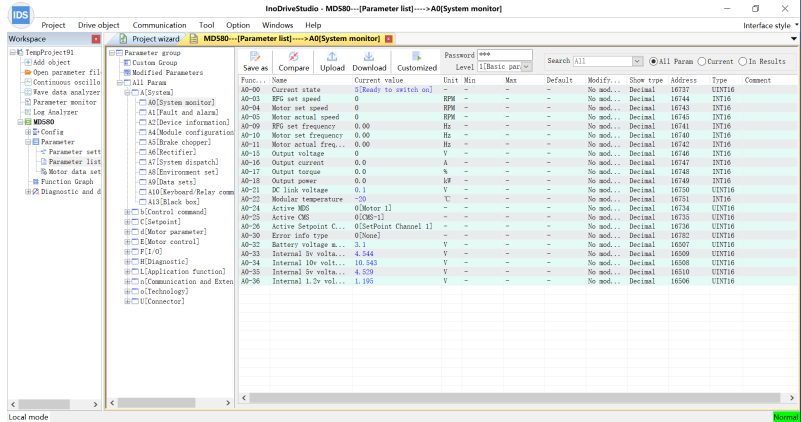 IDS
InoDriveStudio - MD580---[Parameter list]---->A0[System monitor]
Project Drive object Communication Tool Option Windows Help Interface style
Workspace
Project wizard MD580---[Parameter list]---->A0[System monitor]
TempProject91
Add object
Open parameter fil
Continuous oscillo
Wave data analyzer
Parameter monitor
Log Analyzer
MD580
Config
Parameter
Parameter sett
Parameter list
Motor data set
Function Graph
Diagnostic and d
Parameter group
Custom Group
Modified Parameters
All Param
A[System]
A0[System monitor]
A1[Fault and alarm]
A2[Device information]
A4[Module configuration
A5[Brake chopper]
A6[Rectifier]
A7[System dispatch]
A8[Environment set]
A9[Data sets]
A10[Keyboard/Relay comm
A13[Black box]
b[Control command]
C[Setpoint]
d[Motor parameter]
E[Motor control]
F[I/O]
H[Diagnostic]
L[Application function]
n[Communication and Exten
o[Technology]
U[Connector]
Save as Compare Upload Download Customized
Password ***
Level 1[Basic par
Search All All Param Current In Results
Func... Name Current value Unit Min Max Default Modify... Show type Address Type Comment
A0-00 Current state 5[Ready to switch on] - - - - No mod... Decimal 16737 UINT16
A0-03 RFG set speed 0 RPM - - - No mod... Decimal 16744 INT16
A0-04 Motor set speed 0 RPM - - - No mod... Decimal 16743 INT16
A0-05 Motor actual speed 0 RPM - - - No mod... Decimal 16745 INT16
A0-09 RFG set frequency 0.00 Hz - - - No mod... Decimal 16741 INT16
A0-10 Motor set frequency 0.00 Hz - - - No mod... Decimal 16740 INT16
A0-11 Motor actual freq... 0.00 Hz - - - No mod... Decimal 16742 INT16
A0-15 Output voltage 0 V - - - No mod... Decimal 16746 INT16
A0-16 Output current 0.0 A - - - No mod... Decimal 16747 INT16
A0-17 Output torque 0.0 % - - - No mod... Decimal 16748 INT16
A0-18 Output power 0.0 kW - - - No mod... Decimal 16749 INT16
A0-21 DC link voltage 0.1 V - - - No mod... Decimal 16750 UINT16
A0-22 Modular temperature -20 ℃ - - - No mod... Decimal 16751 INT16
A0-24 Active MDS 0[Motor 1] - - - - No mod... Decimal 16734 UINT16
A0-25 Active CMS 0[CMS-1] - - - - No mod... Decimal 16735 UINT16
A0-26 Active Setpoint C... 0[SetPoint Channel 1] - - - - No mod... Decimal 16736 UINT16
A0-30 Error info type 0[None] - - - - No mod... Decimal 16782 UINT16
A0-32 Battery voltage m... 3.1 V - - - No mod... Decimal 16507 UINT16
A0-33 Internal 5v volta... 4.544 V - - - No mod... Decimal 16509 UINT16
A0-34 Internal 10v volt... 10.543 V - - - No mod... Decimal 16508 UINT16
A0-35 Internal 5v volta... 4.529 V - - - No mod... Decimal 16510 UINT16
A0-36 Internal 1.2v vol... 1.195 V - - - No mod... Decimal 16506 UINT16
Local mode Normal